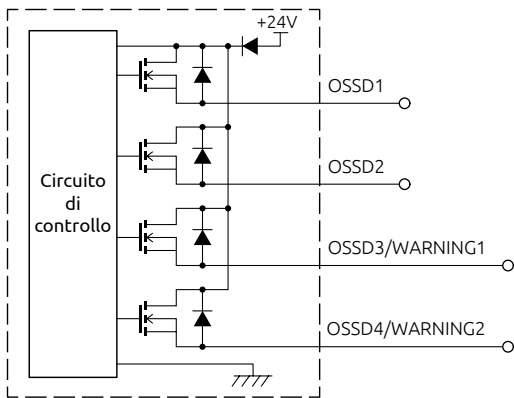 +24V
OSSD1
OSSD2
Circuito
di
controllo
OSSD3/WARNING1
OSSD4/WARNING2